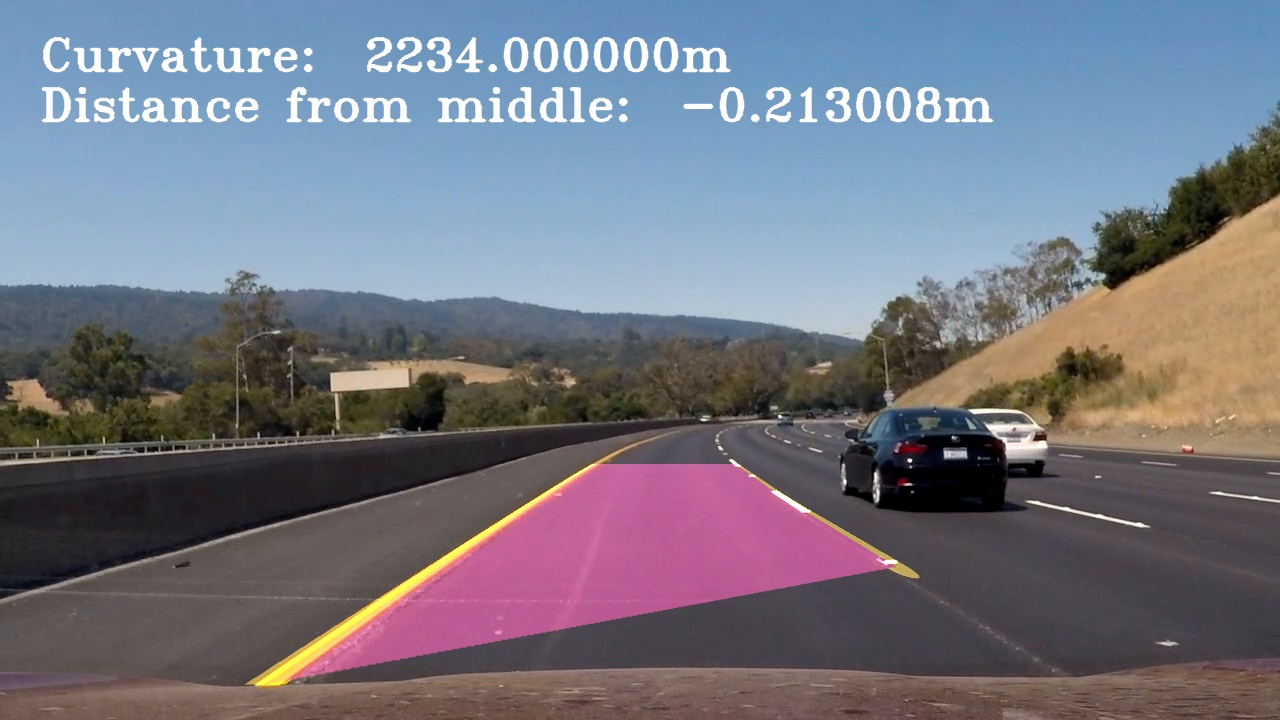 Curvature: 2234.000000m
Distance from middle: −0.213008m